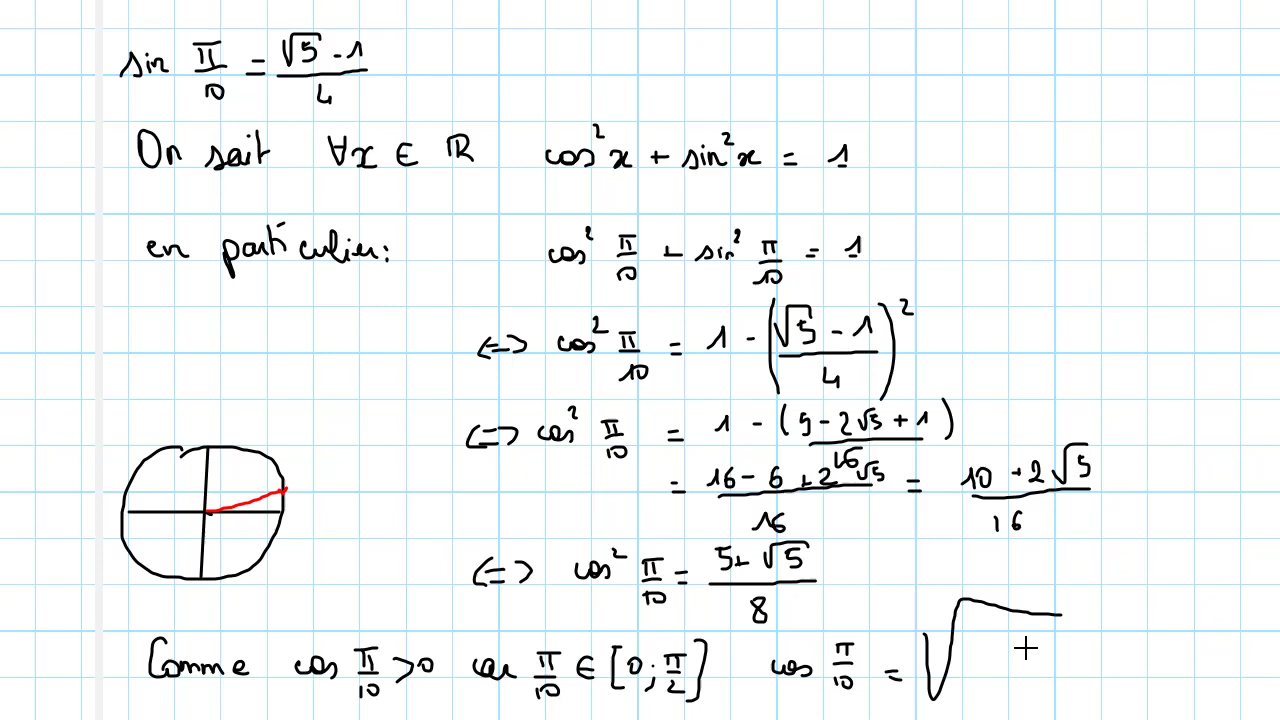 sin π/10 = (√5 - 1)/4
On sait ∀x ∈ ℝ cos²x + sin²x = 1
en particulier: cos² π/10 + sin² π/10 = 1
<=> cos² π/10 = 1 - ((√5 - 1)/4)²
<=> cos² π/10 = 1 - (5 - 2√5 + 1)/16
= (16 - 6 + 2√5)/16 = (10 + 2√5)/16
<=> cos² π/10 = (5 + √5)/8
Comme cos π/10 > 0 car π/10 ∈ [0; π/2] cos π/10 = √